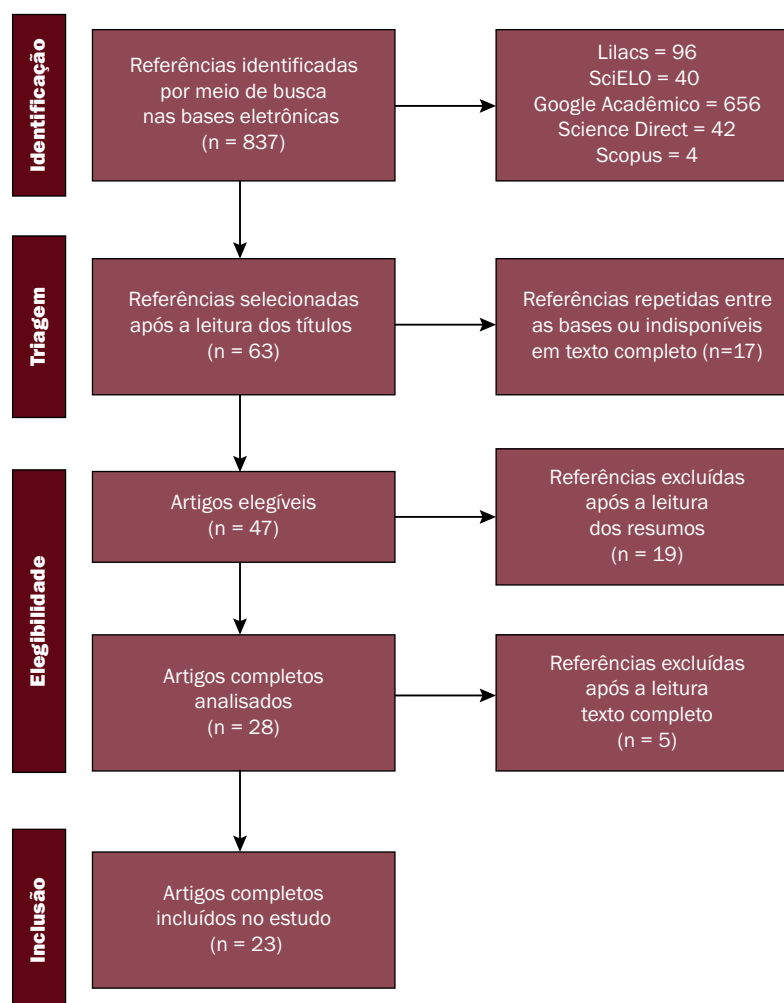 Identificação
Referências identificadas
por meio de busca
nas bases eletrônicas
(n = 837)
Lilacs = 96
SciELO = 40
Google Acadêmico = 656
Science Direct = 42
Scopus = 4
Triagem
Referências selecionadas
após a leitura dos títulos
(n = 63)
Referências repetidas entre
as bases ou indisponíveis
em texto completo (n=17)
Elegibilidade
Artigos elegíveis
(n = 47)
Referências excluídas
após a leitura
dos resumos
(n = 19)
Artigos completos
analisados
(n = 28)
Referências excluídas
após a leitura
texto completo
(n = 5)
Inclusão
Artigos completos
incluídos no estudo
(n = 23)